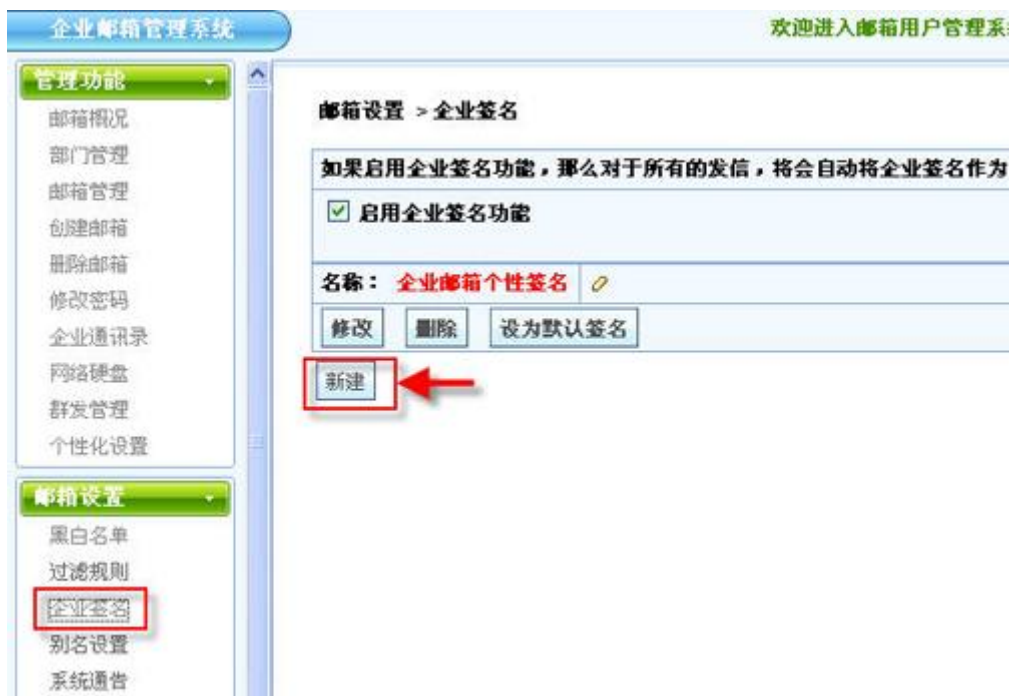 企业邮箱管理系统
欢迎进入邮箱用户管理系
管理功能
邮箱概况
部门管理
邮箱管理
创建邮箱
删除邮箱
修改密码
企业通讯录
网络硬盘
群发管理
个性化设置
邮箱设置
黑白名单
过滤规则
企业签名
别名设置
系统通告
邮箱设置 > 企业签名
如果启用企业签名功能，那么对于所有的发信，将会自动将企业签名作为
启用企业签名功能
名称： 企业邮箱个性签名
修改 删除 设为默认签名
新建